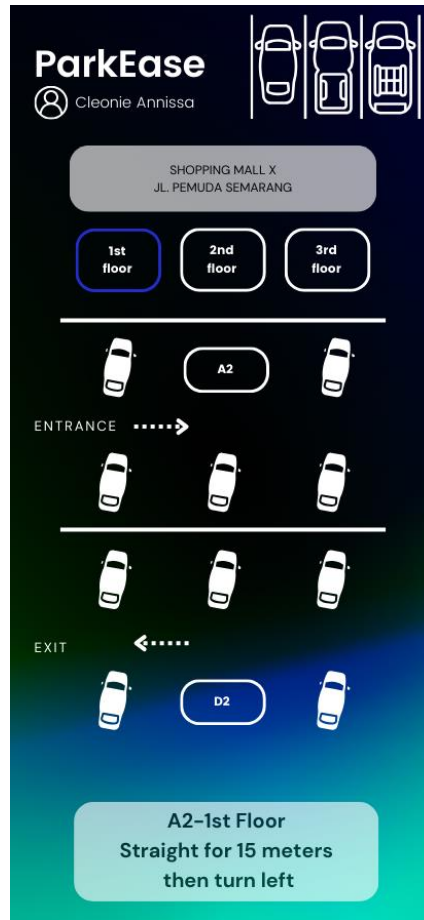 ParkEase
Cleonie Annissa
SHOPPING MALL X
JL. PEMUDA SEMARANG
1st
floor
2nd
floor
3rd
floor
A2
ENTRANCE
EXIT
D2
A2-1st Floor
Straight for 15 meters
then turn left